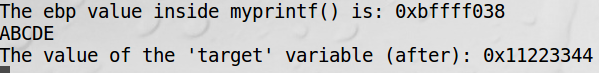 The ebp value inside myprintf() is: 0xbffff038
ABCDE
The value of the 'target' variable (after): 0x11223344